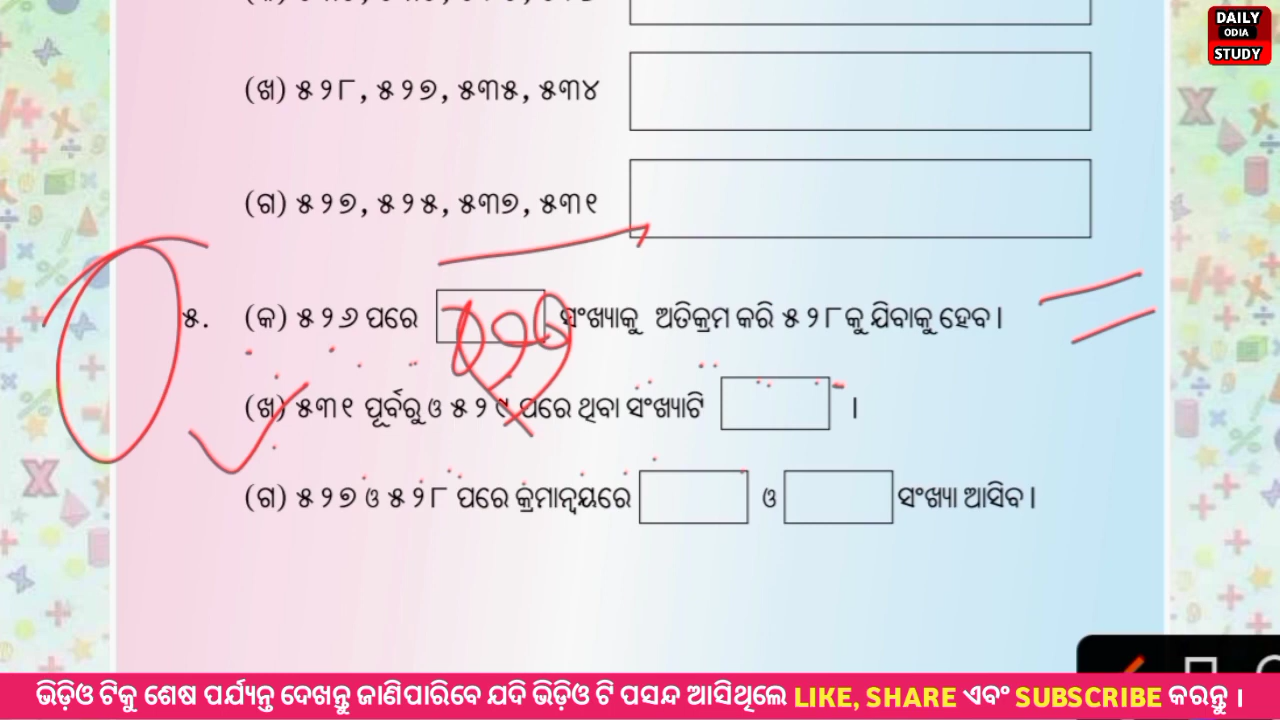 DAILY
ODIA
STUDY
(ଖ) ୫୨୮, ୫୨୭, ୫୩୫, ୫୩୪
(ଗ) ୫୨୭, ୫୨୫, ୫୩୭, ୫୩୧
୫. (କ) ୫୨୬ ପରେ ସଂଖ୍ୟାକୁ ଅତିକ୍ରମ କରି ୫୨୮କୁ ଯିବାକୁ ହେବ।
(ଖ) ୫୩୧ ପୂର୍ବରୁ ଓ ୫୨୯ ପରେ ଥିବା ସଂଖ୍ୟାଟି ।
(ଗ) ୫୨୭ ଓ ୫୨୮ ପରେ କ୍ରମାନ୍ୱୟରେ ଓ ସଂଖ୍ୟା ଆସିବ।
ଭିଡ଼ିଓ ଟିକୁ ଶେଷ ପର୍ଯ୍ୟନ୍ତ ଦେଖନ୍ତୁ ଜାଣିପାରିବେ ଯଦି ଭିଡ଼ିଓ ଟି ପସନ୍ଦ ଆସିଥିଲେ LIKE, SHARE ଏବଂ SUBSCRIBE କରନ୍ତୁ ।